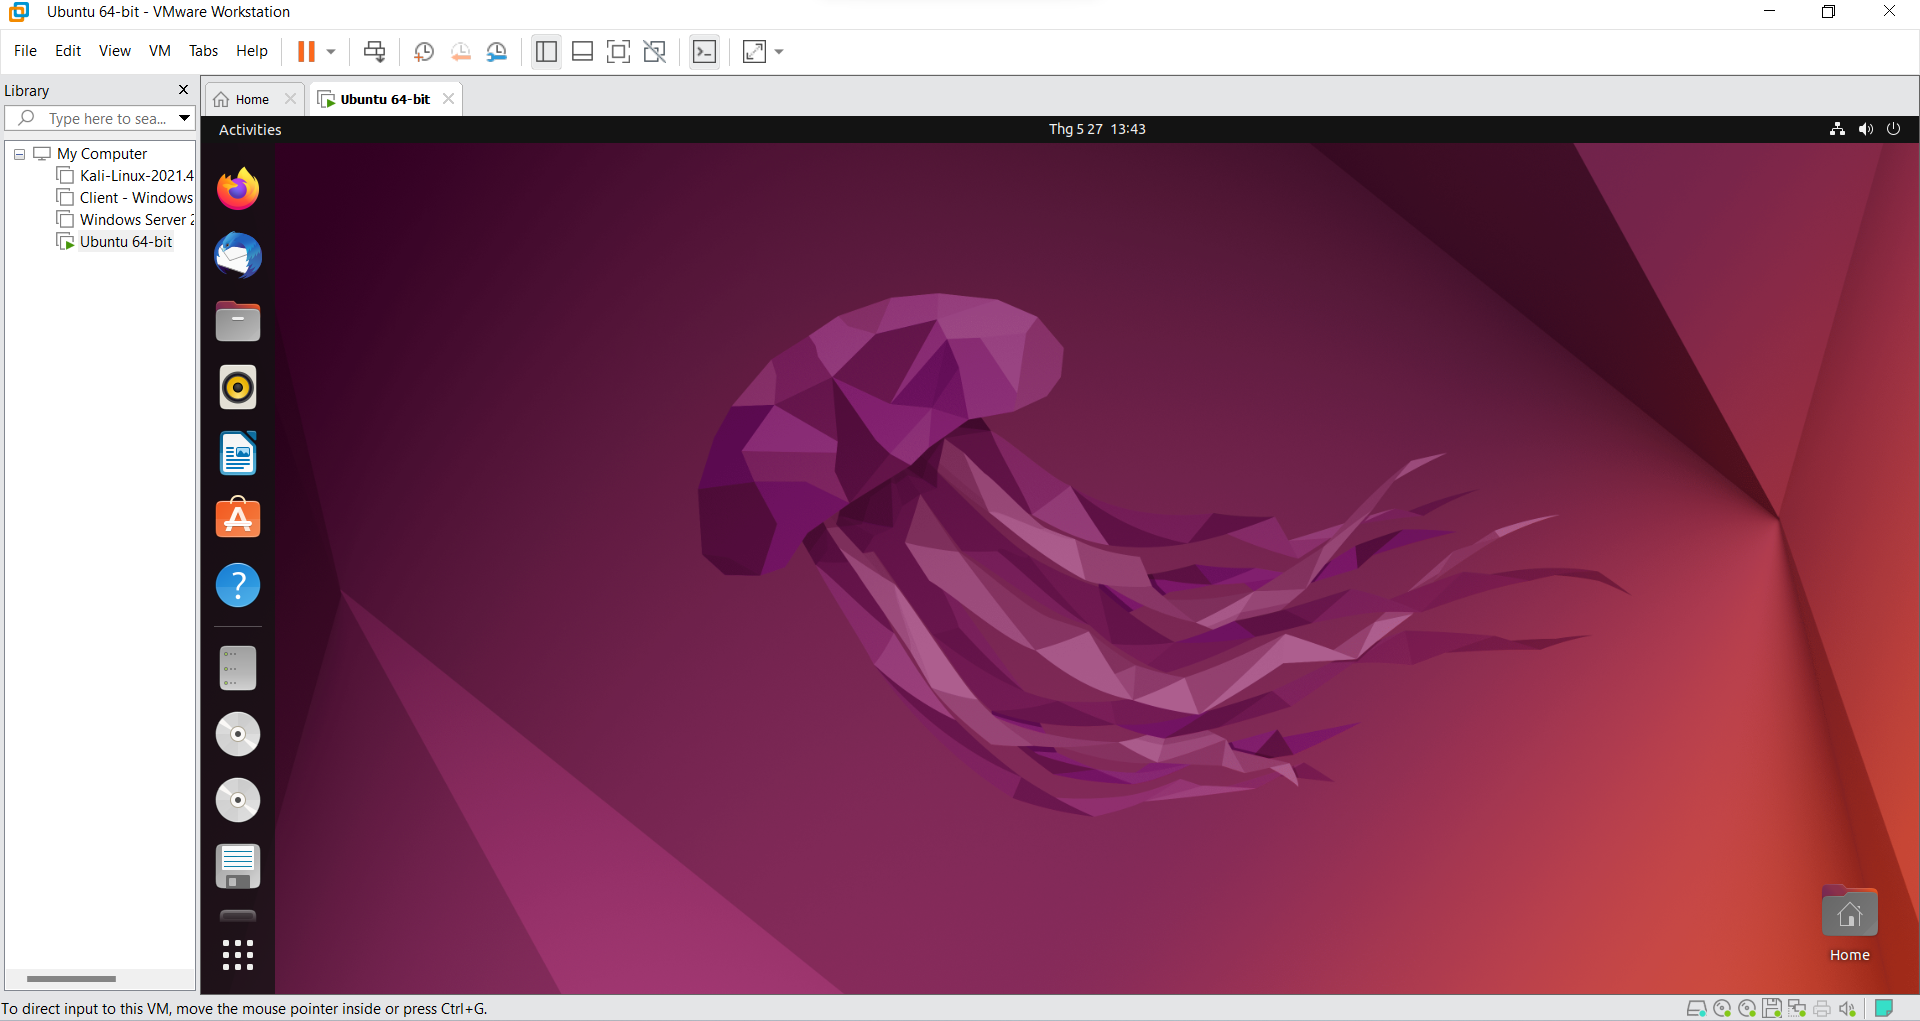 Ubuntu 64-bit - VMware Workstation
File Edit View VM Tabs Help
Library
Type here to sea...
My Computer
Kali-Linux-2021.4
Client - Windows
Windows Server 2
Ubuntu 64-bit
Home
Ubuntu 64-bit
Activities
Thg 5 27 13:43
Home
To direct input to this VM, move the mouse pointer inside or press Ctrl+G.